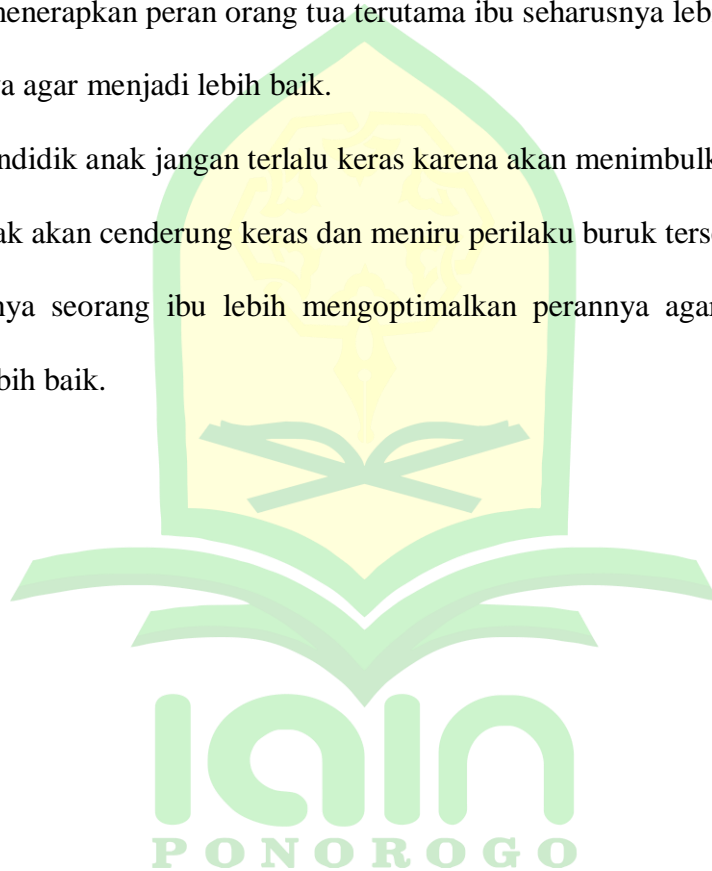 menerapkan peran orang tua terutama ibu seharusnya leb
ya agar menjadi lebih baik.
ndidik anak jangan terlalu keras karena akan menimbulk
ak akan cenderung keras dan meniru perilaku buruk ters
nya seorang ibu lebih mengoptimalkan perannya agar
bih baik.
iain
PONOROGO